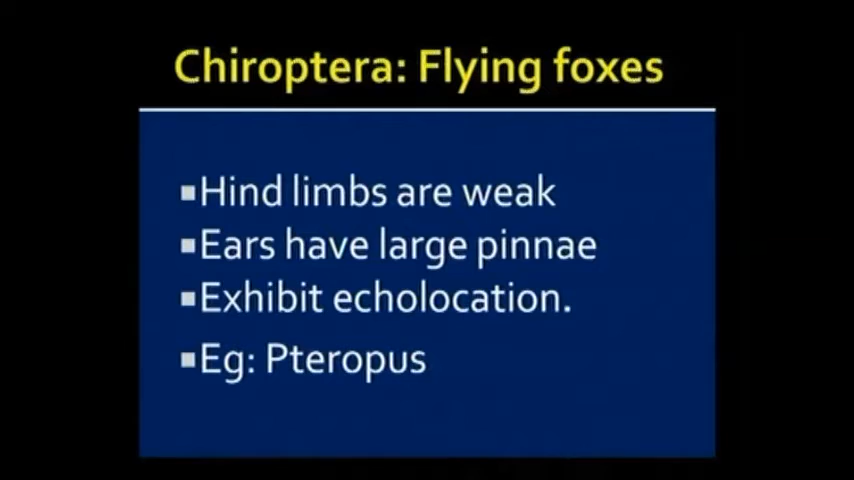 Chiroptera: Flying foxes
▪Hind limbs are weak
▪Ears have large pinnae
▪Exhibit echolocation.
▪Eg: Pteropus